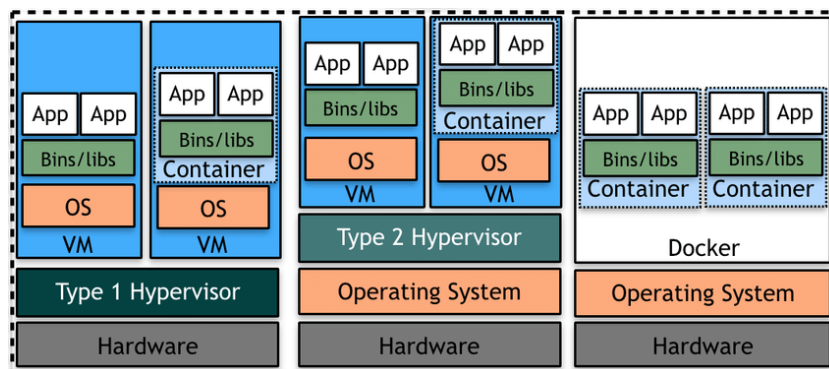 App App
Bins/libs
OS
VM
App App
Bins/libs
Container
OS
VM
Type 1 Hypervisor
Hardware
App App
Bins/libs
OS
VM
App App
Bins/libs
Container
OS
VM
Type 2 Hypervisor
Operating System
Hardware
App App
Bins/libs
Container
App App
Bins/libs
Container
Docker
Operating System
Hardware